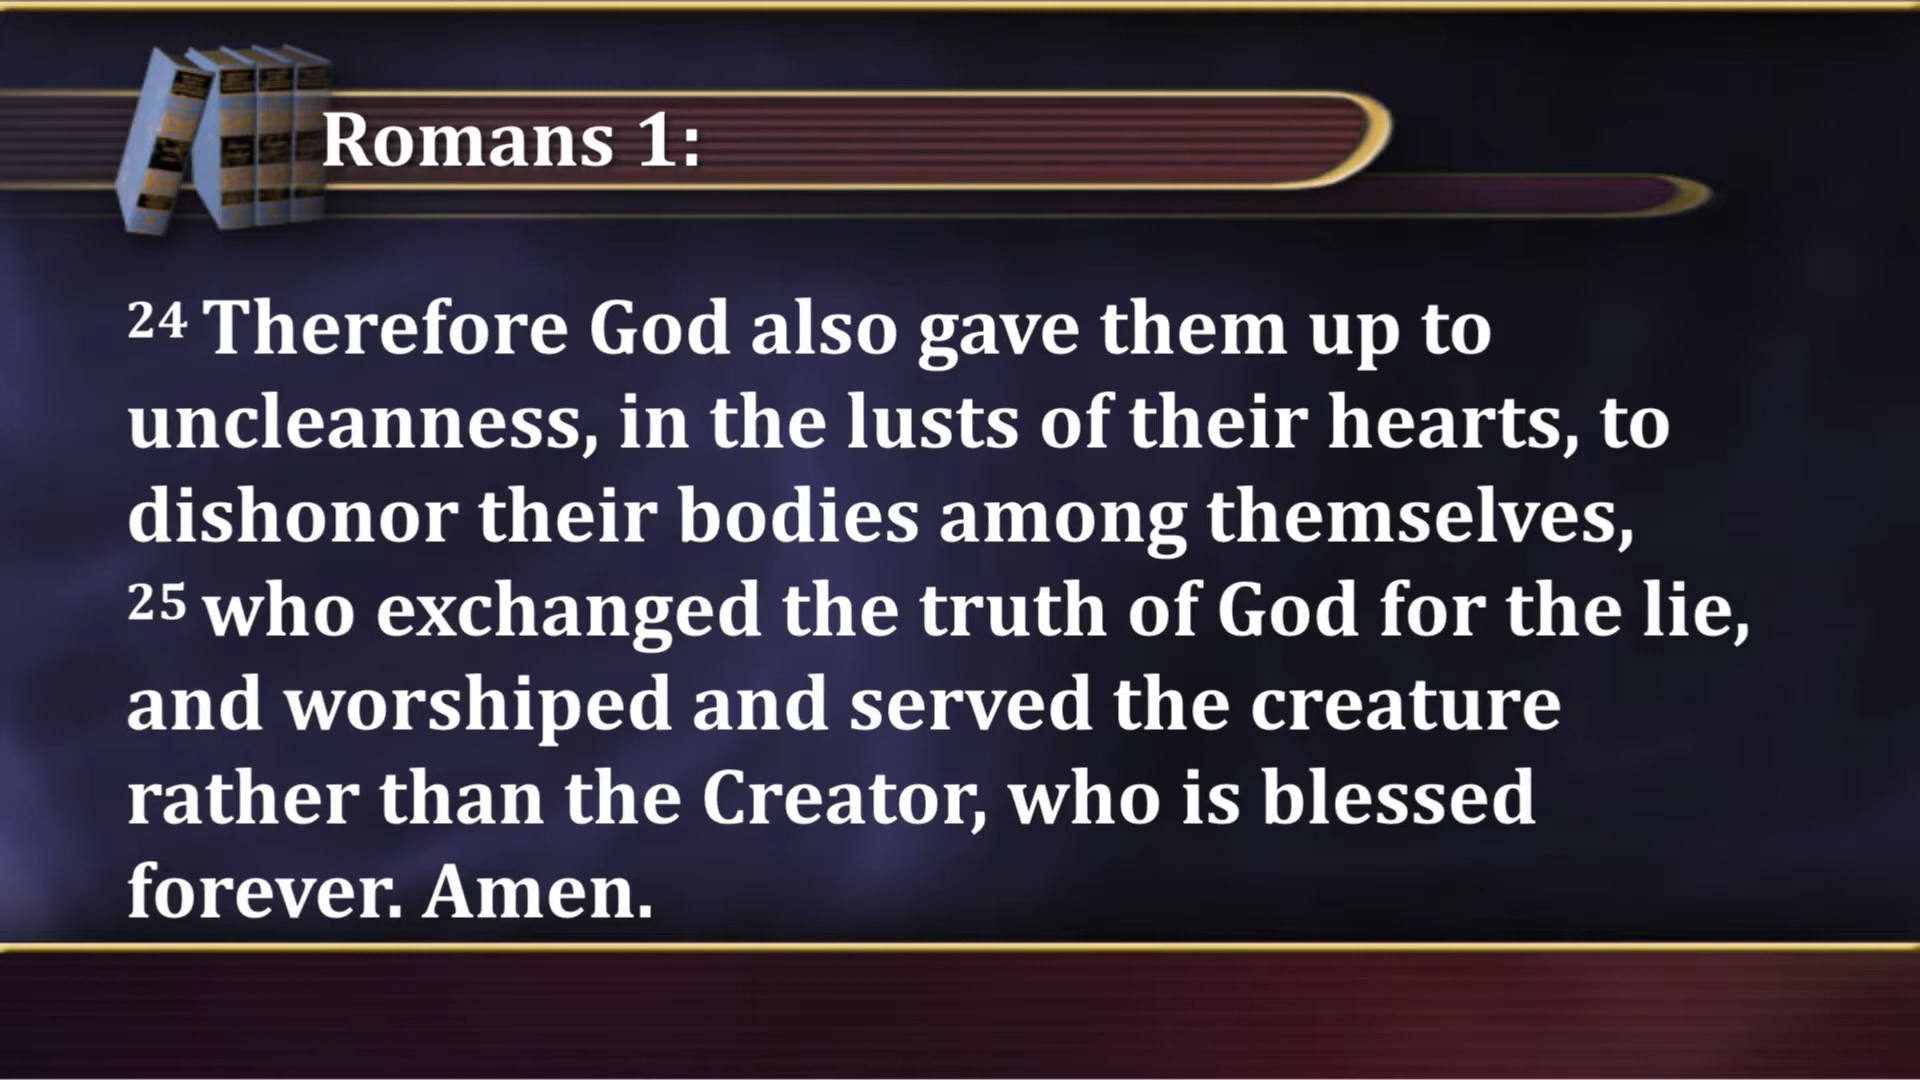 Romans 1:
24 Therefore God also gave them up to
uncleanness, in the lusts of their hearts, to
dishonor their bodies among themselves,
25 who exchanged the truth of God for the lie,
and worshiped and served the creature
rather than the Creator, who is blessed
forever. Amen.